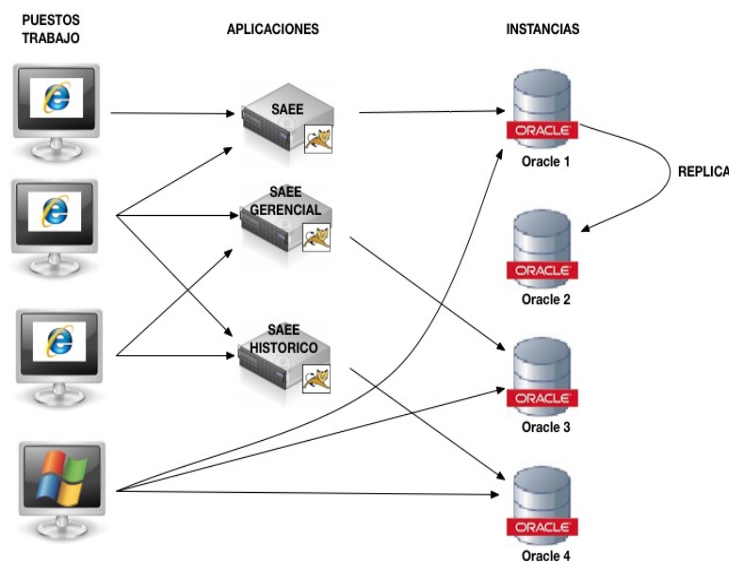 PUESTOS
TRABAJO
APLICACIONES
INSTANCIAS
SAEE
ORACLE
Oracle 1
REPLICA
SAEE
GERENCIAL
ORACLE
Oracle 2
SAEE
HISTORICO
ORACLE
Oracle 3
ORACLE
Oracle 4